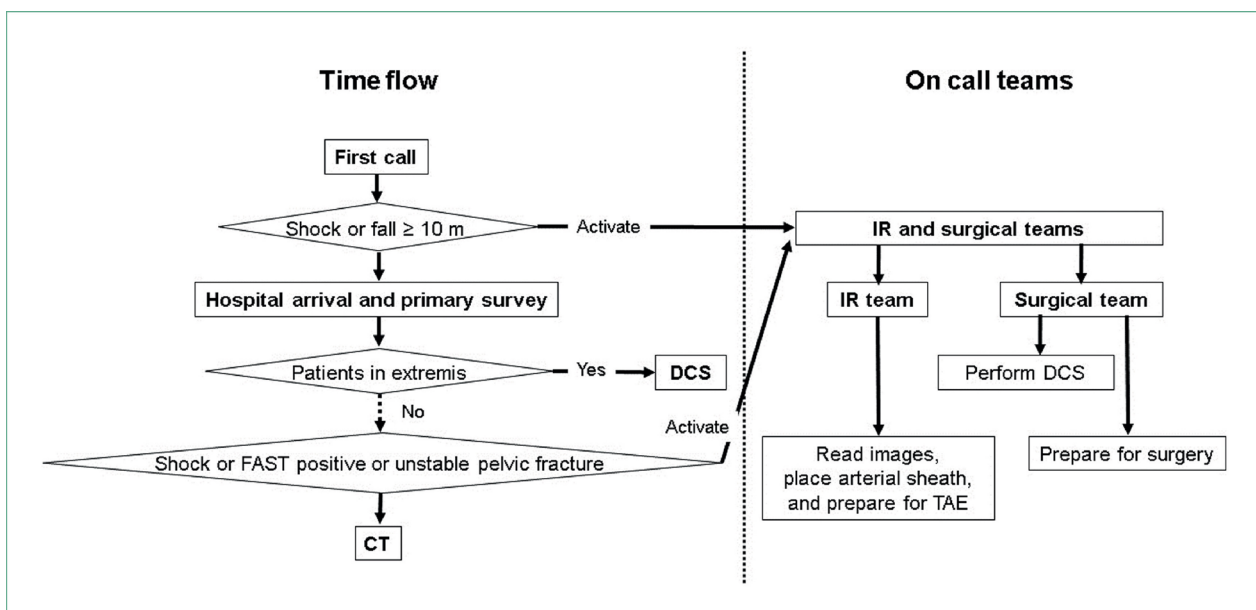 Time flow
On call teams
First call
Shock or fall ≥ 10 m
Activate
IR and surgical teams
Hospital arrival and primary survey
IR team
Surgical team
Patients in extremis
Yes
DCS
Perform DCS
No
Activate
Shock or FAST positive or unstable pelvic fracture
Read images,
place arterial sheath,
and prepare for TAE
Prepare for surgery
CT